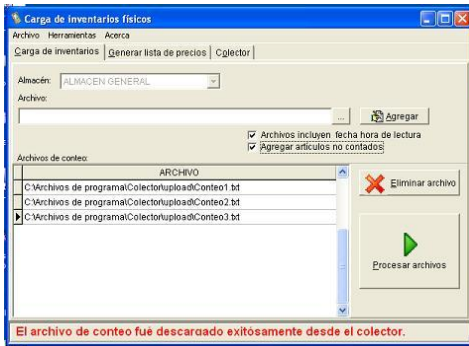 Carga de inventarios físicos
Archivo Herramientas Acerca
Carga de inventarios Generar lista de precios Colector
Almacén: ALMACEN GENERAL
Archivo:
... Agregar
Archivos incluyen fecha hora de lectura
Agregar artículos no contados
Archivos de conteo:
ARCHIVO
C:\Archivos de programa\Colector\upload\Conteo1.txt
C:\Archivos de programa\Colector\upload\Conteo2.txt
C:\Archivos de programa\Colector\upload\Conteo3.txt
Eliminar archivo
Procesar archivos
El archivo de conteo fué descargado exitòsamente desde el colector.